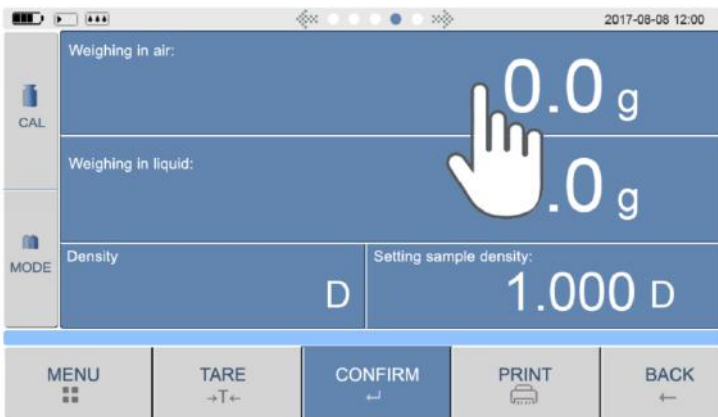 2017-08-08 12:00
CAL
Weighing in air:
0.0 g
Weighing in liquid:
.0 g
MODE
Density
D
Setting sample density:
1.000 D
MENU
TARE
→T←
CONFIRM
PRINT
BACK